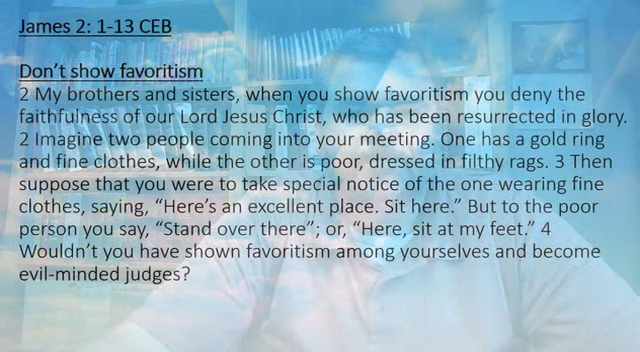 James 2: 1-13 CEB
Don't show favoritism
2 My brothers and sisters, when you show favoritism you deny the
faithfulness of our Lord Jesus Christ, who has been resurrected in glory.
2 Imagine two people coming into your meeting. One has a gold ring
and fine clothes, while the other is poor, dressed in filthy rags. 3 Then
suppose that you were to take special notice of the one wearing fine
clothes, saying, “Here’s an excellent place. Sit here.” But to the poor
person you say, “Stand over there”; or, “Here, sit at my feet.” 4
Wouldn’t you have shown favoritism among yourselves and become
evil-minded judges?